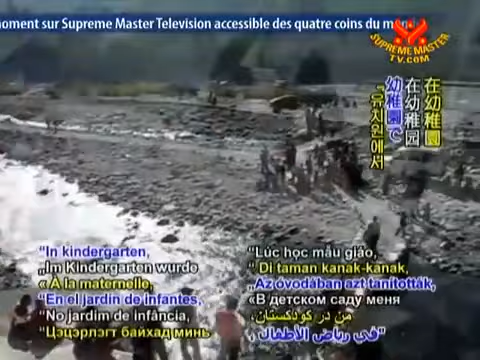 moment sur Supreme Master Television accessible des quatre coins du mond
SUPREME MASTER
TV.COM
在幼稚園
在幼稚园
幼稚園で
"유치원에서
"In kindergarten,
„Im Kindergarten wurde
« À la maternelle,
"En el jardín de infantes,
"No jardim de infância,
"Цэцэрлэгт байхад минь
"Lúc học mẫu giáo,
" Di taman kanak-kanak,
„Az óvodában azt tanították,
«В детском саду меня
من در کودکستان،
"في رياض الأطفال،